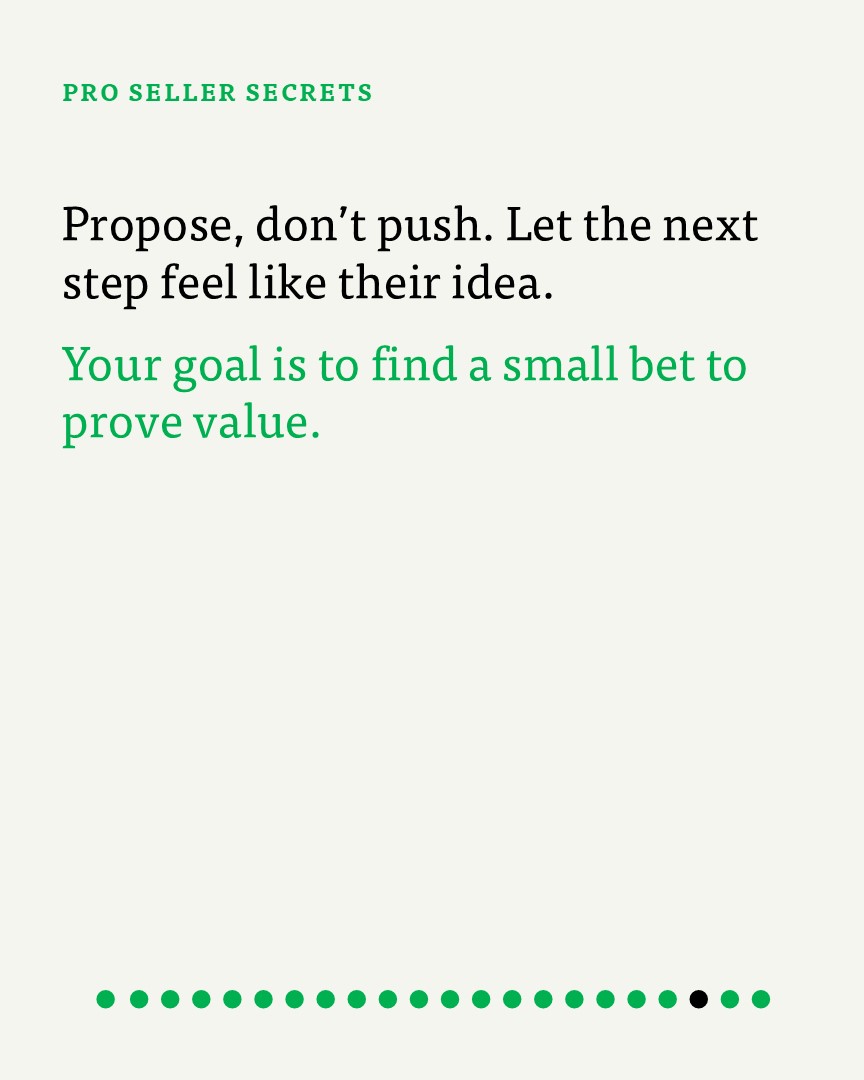 PRO SELLER SECRETS
Propose, don’t push. Let the next
step feel like their idea.
Your goal is to find a small bet to
prove value.